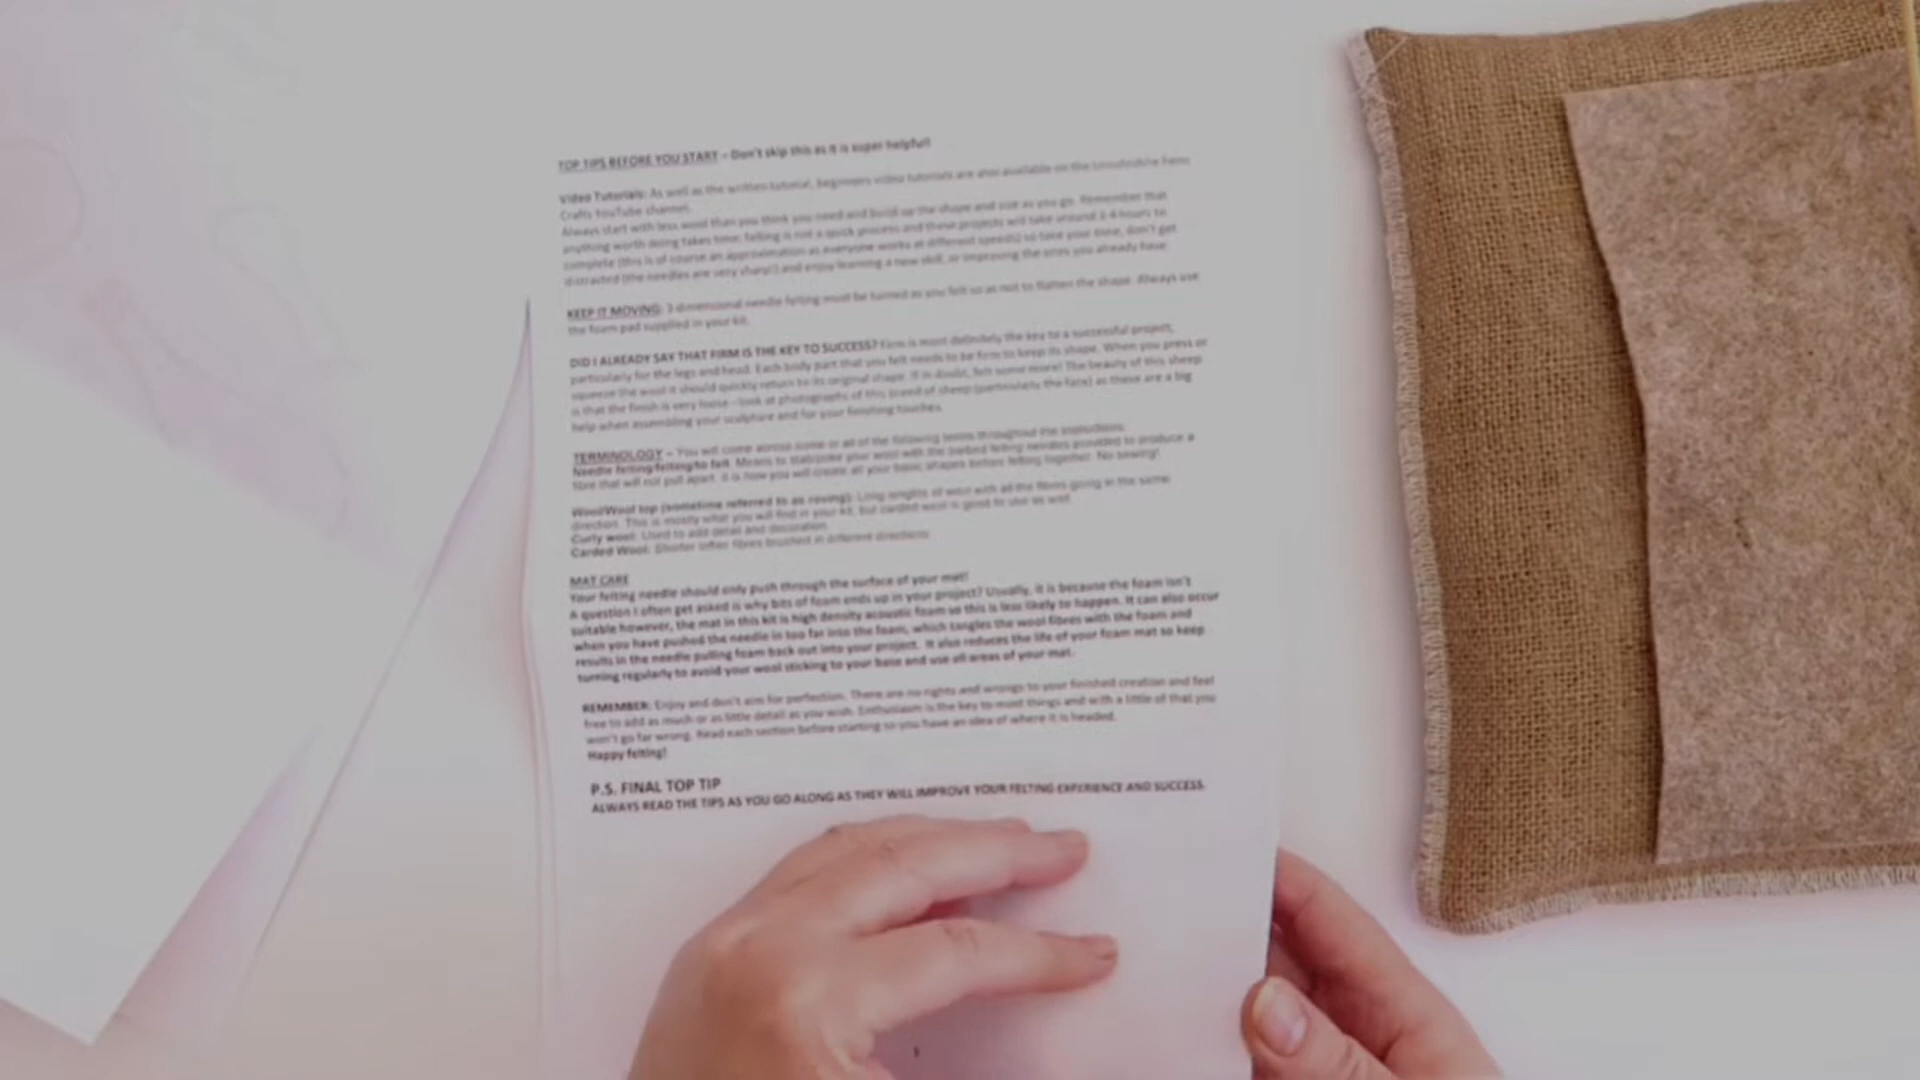 TOP TIPS BEFORE YOU START – Don't skip this as it is super helpful!
Video Tutorials: As well as the written tutorial, beginners video tutorials are also available on the Lincolnshire Fenn
Crafts YouTube channel.
Always start with less wool than you think you need and build up the shape and size as you go. Remember that
anything worth doing takes time; felting is not a quick process and these projects will take around hours to
complete (this is of course an approximation as everyone works at different speeds) so take your time, don't get
distracted (the needles are very sharp!) and enjoy learning a new skill, or improving the ones you already have.
KEEP IT MOVING: 3 dimensional needle felting must be turned as you felt so as not to flatten the shape. Always use
the foam pad supplied in your kit.
DID I ALREADY SAY THAT FIRM IS THE KEY TO SUCCESS? Firm is most definitely the key to a successful project,
particularly for the legs and head. Each body part that you felt needs to be firm to keep its shape. When you press or
squeeze the wool it should quickly return to its original shape. If in doubt, felt some more! The beauty of this sheep
is that the finish is very loose - look at photographs of this breed of sheep (particularly the face) as these are a big
help when assembling your sculpture and for your finishing touches.
TERMINOLOGY – You will come across some or all of the following terms throughout the instructions.
Needle felting/felting/to felt: Means to stab/poke your wool with the barbed felting needles provided to produce a
fibre that will not pull apart. It is how you will create all your basic shapes before felting together. No sewing!
Wool/Wool top (sometime referred to as roving): Long lengths of wool with all the fibres going in the same
direction. This is mostly what you will find in your kit, but carded wool is good to use as well.
Curly wool: Used to add detail and decoration.
Carded Wool: Shorter fibres brushed in different directions
MAT CARE
Your felting needle should only push through the surface of your mat!
A question I often get asked is why bits of foam ends up in your project? Usually, it is because the foam isn't
suitable however, the mat in this kit is high density acoustic foam so this is less likely to happen. It can also occur
when you have pushed the needle in too far into the foam, which tangles the wool fibres with the foam and
results in the needle pulling foam back out into your project. It also reduces the life of your foam mat so keep
turning regularly to avoid your wool sticking to your base and use all areas of your mat.
REMEMBER: Enjoy and don't aim for perfection. There are no rights and wrongs to your finished creation and feel
free to add as much or as little detail as you wish. Enthusiasm is the key to most things and with a little of that you
won't go far wrong. Read each section before starting so you have an idea of where it is headed.
Happy felting!
P.S. FINAL TOP TIP
ALWAYS READ THE TIPS AS YOU GO ALONG AS THEY WILL IMPROVE YOUR FELTING EXPERIENCE AND SUCCESS.